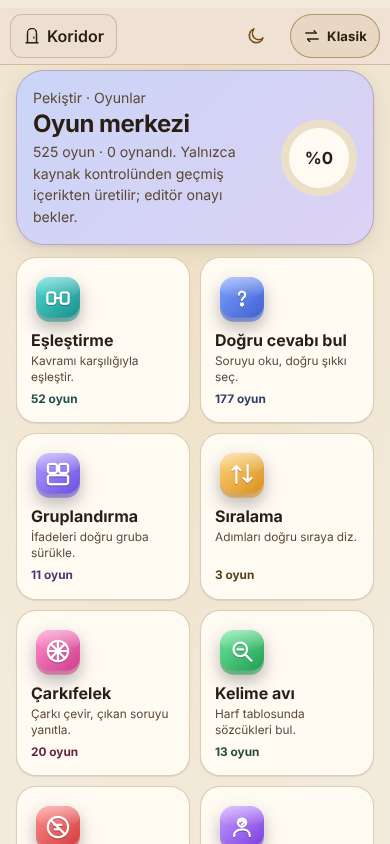 Koridor
Klasik
Pekiştir · Oyunlar
Oyun merkezi
525 oyun · 0 oynandı. Yalnızca
kaynak kontrolünden geçmiş
içerikten üretilir; editör onayı
bekler.
%0
Eşleştirme
Kavramı karşılığıyla
eşleştir.
52 oyun
Doğru cevabı bul
Soruyu oku, doğru şıkkı
seç.
177 oyun
Gruplandırma
İfadeleri doğru gruba
sürükle.
11 oyun
Sıralama
Adımları doğru sıraya diz.
3 oyun
Çarkıfelek
Çarkı çevir, çıkan soruyu
yanıtla.
20 oyun
Kelime avı
Harf tablosunda
sözcükleri bul.
13 oyun